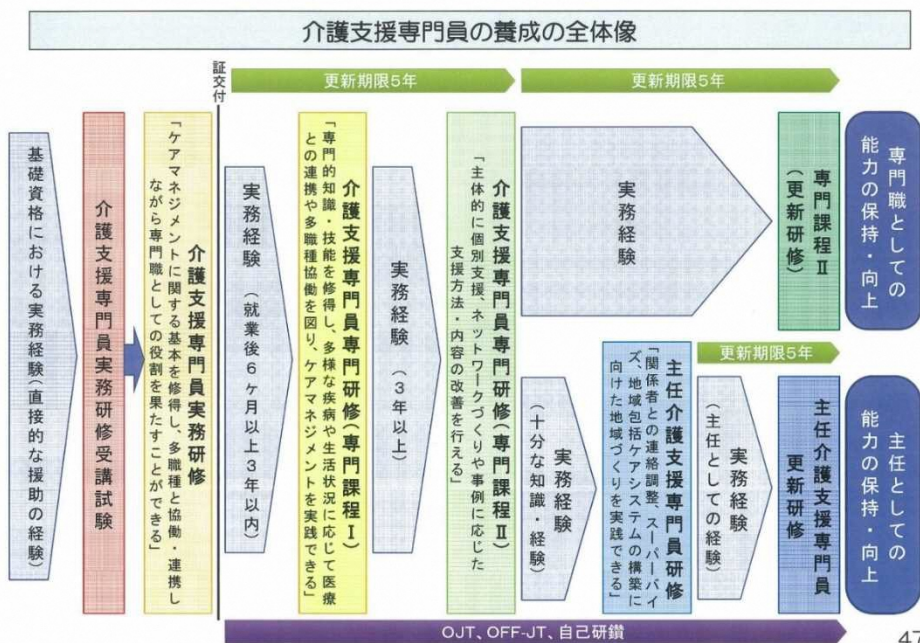 介護支援専門員の養成の全体像
証交付
更新期限5年
更新期限5年
基礎資格における実務経験(直接的な援助の経験)
介護支援専門員実務研修受講試験
介護支援専門員実務研修
「ケアマネジメントに関する基本を修得し、多職種と協働・連携し
ながら専門職としての役割を果たすことができる」
実務経験 (就業後6ヶ月以上3年以内)
介護支援専門員専門研修(専門課程Ⅰ)
「専門的知識・技能を修得し、多様な疾病や生活状況に応じて医療
との連携や多職種協働を図り、ケアマネジメントを実践できる」
実務経験 (3年以上)
介護支援専門員専門研修(専門課程Ⅱ)
「主体的に個別支援、ネットワークづくりや事例に応じた
支援方法・内容の改善を行える」
実務経験
専門課程Ⅱ
(更新研修)
専門職としての
能力の保持・向上
実務経験
(十分な知識・経験)
主任介護支援専門員研修
「関係者との連絡調整、スーパーバイ
ズ、地域包括ケアシステムの構築に
向けた地域づくりを実践できる」
更新期限5年
実務経験
(主任としての経験)
主任介護支援専門員
更新研修
主任としての
能力の保持・向上
OJT、OFF-JT、自己研鑽